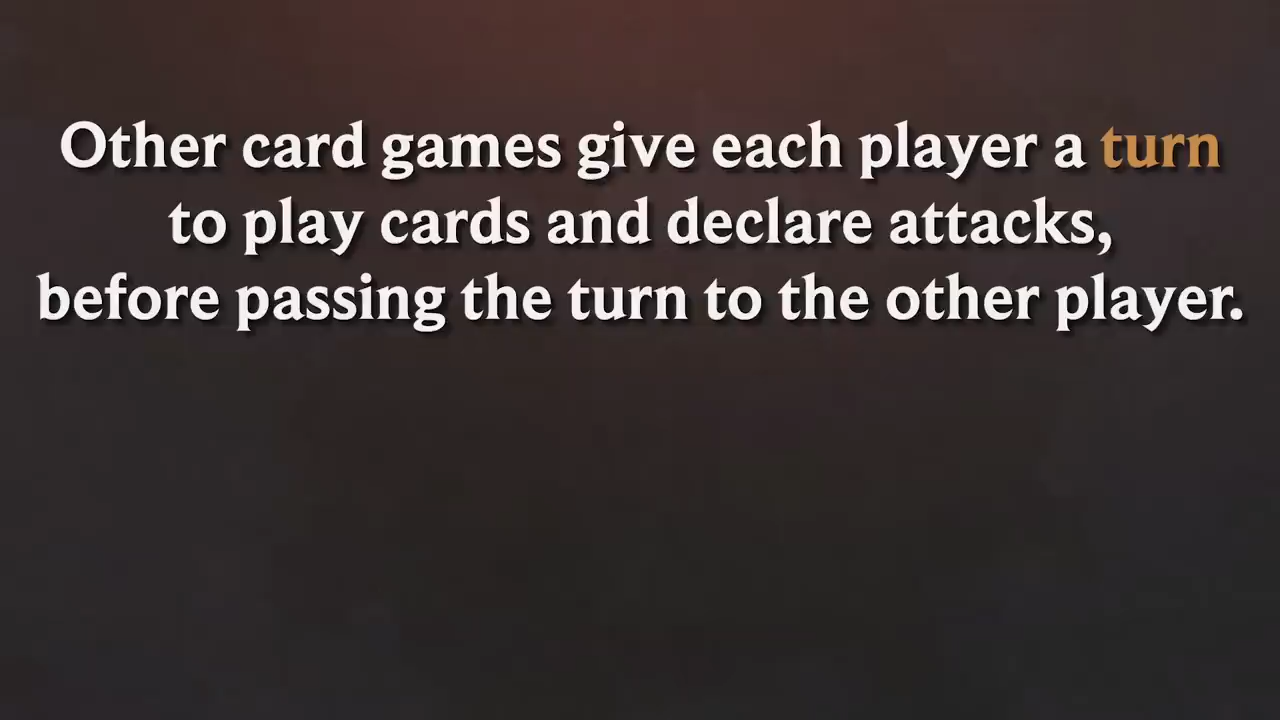 Other card games give each player a turn
to play cards and declare attacks,
before passing the turn to the other player.